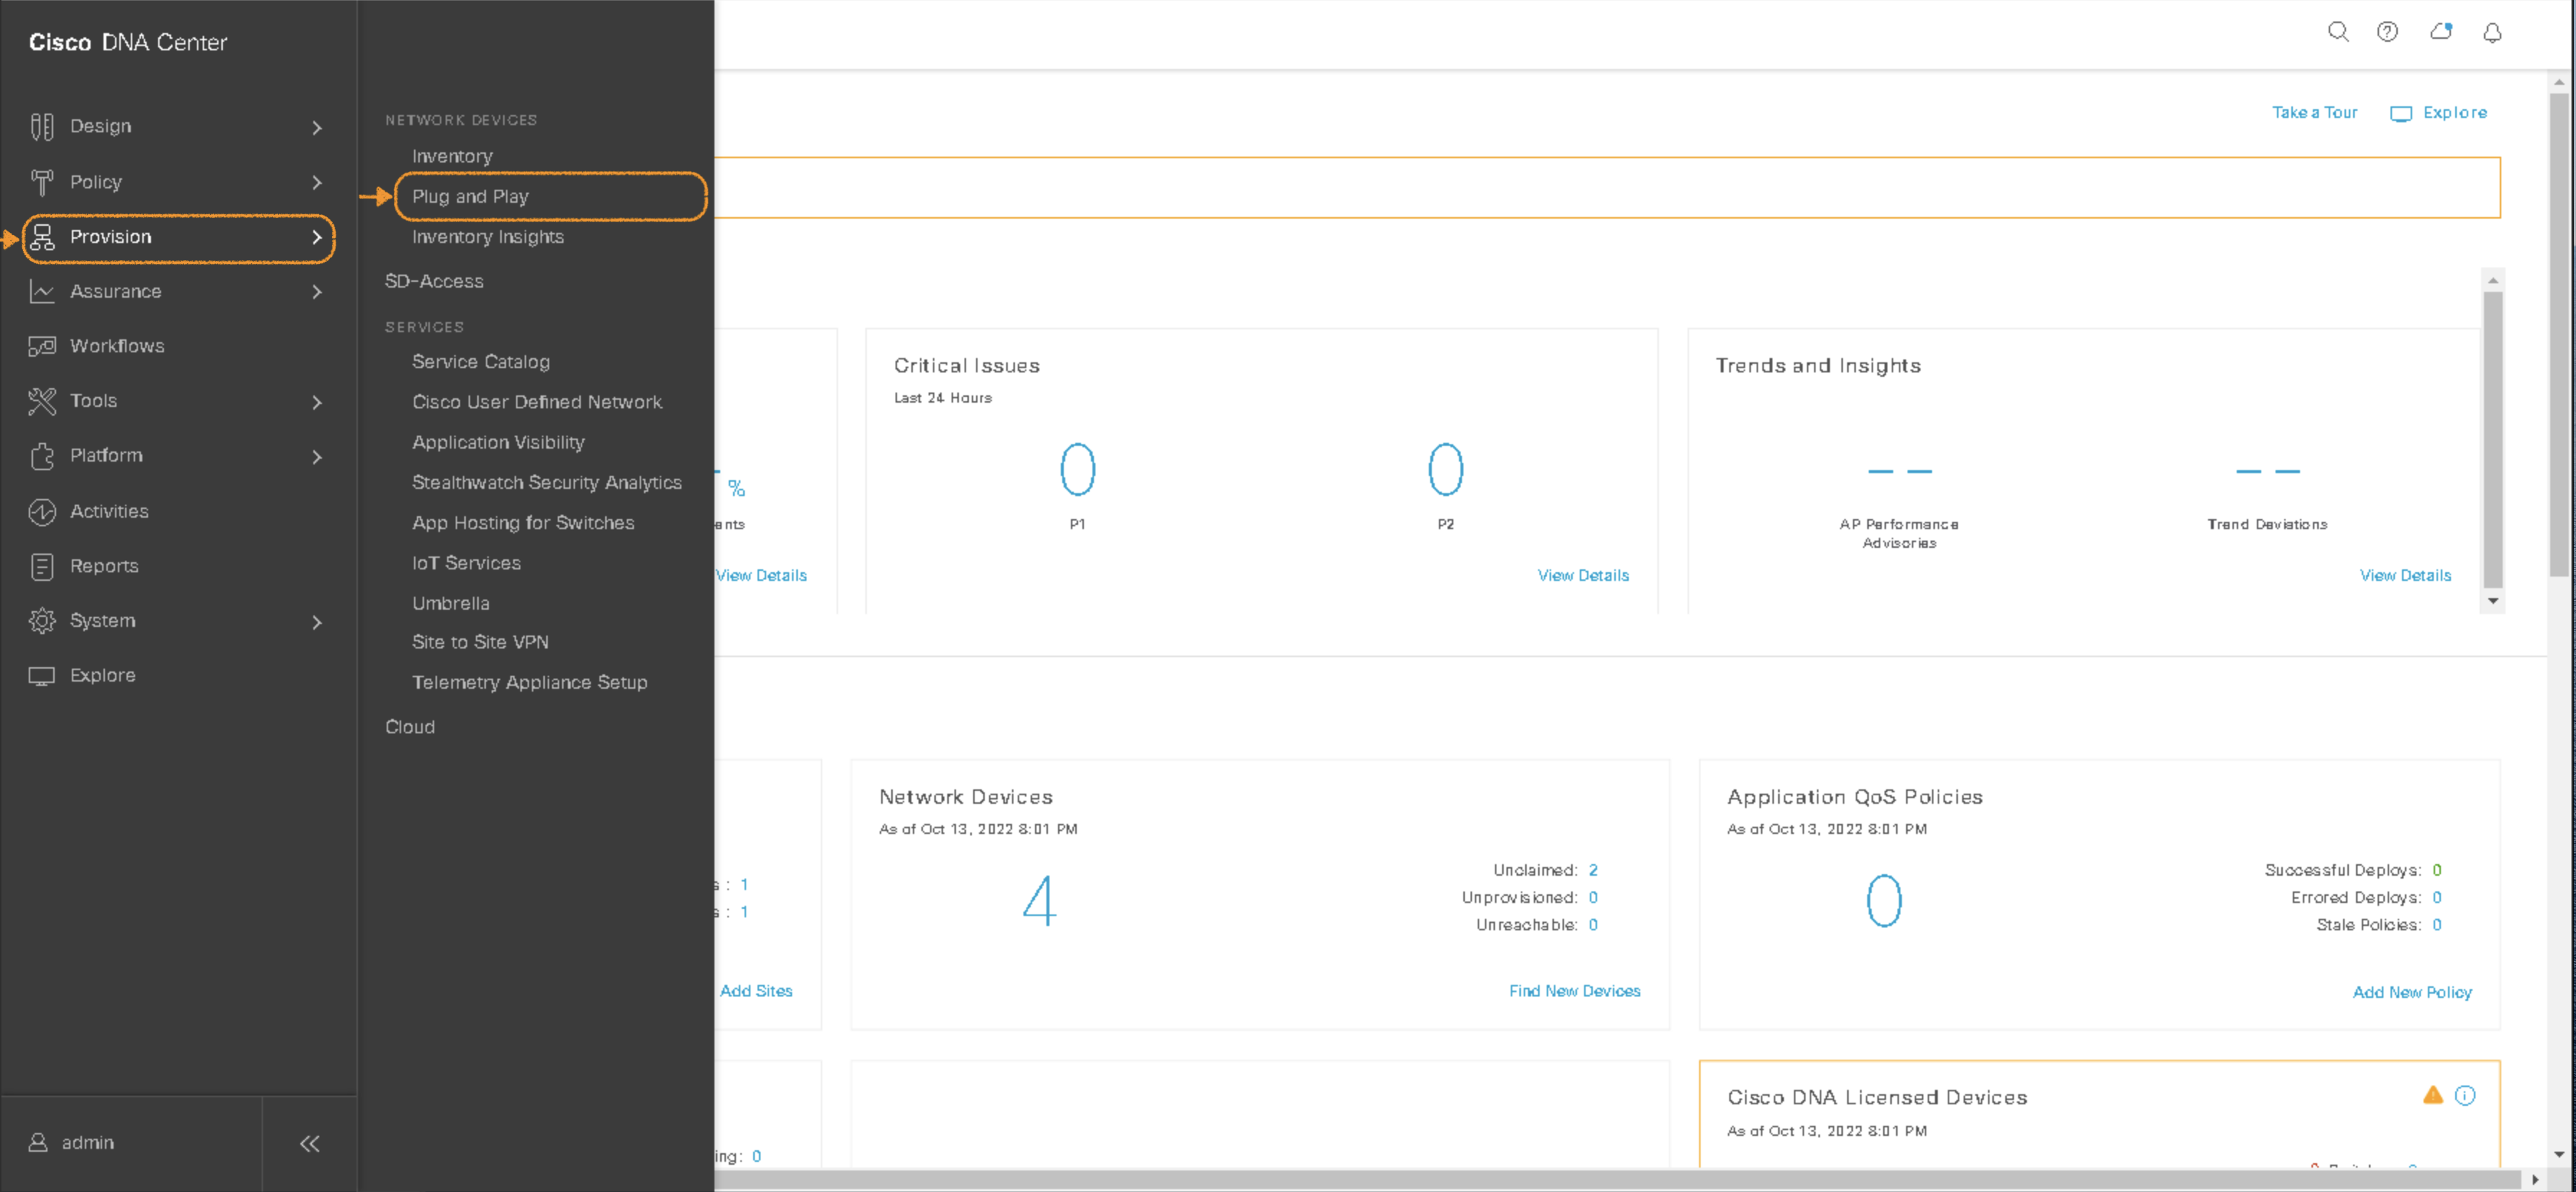 Cisco DNA Center
Design
Policy
Provision
Assurance
Workflows
Tools
Platform
Activities
Reports
System
Explore
admin
NETWORK DEVICES
Inventory
Plug and Play
Inventory Insights
SD-Access
SERVICES
Service Catalog
Cisco User Defined Network
Application Visibility
Stealthwatch Security Analytics
App Hosting for Switches
IoT Services
Umbrella
Site to Site VPN
Telemetry Appliance Setup
Cloud
Take a Tour
Explore
%
ents
View Details
Critical Issues
Last 24 Hours
0
P1
0
P2
View Details
Trends and Insights
-- --
AP Performance
Advisories
Trend Deviations
View Details
s: 1
s: 1
Add Sites
Network Devices
As of Oct 13, 2022 8:01 PM
4
Unclaimed: 2
Unprovisioned: 0
Unreachable: 0
Find New Devices
Application QoS Policies
As of Oct 13, 2022 8:01 PM
0
Successful Deploys: 0
Errored Deploys: 0
Stale Policies: 0
Add New Policy
ing: 0
Cisco DNA Licensed Devices
As of Oct 13, 2022 8:01 PM